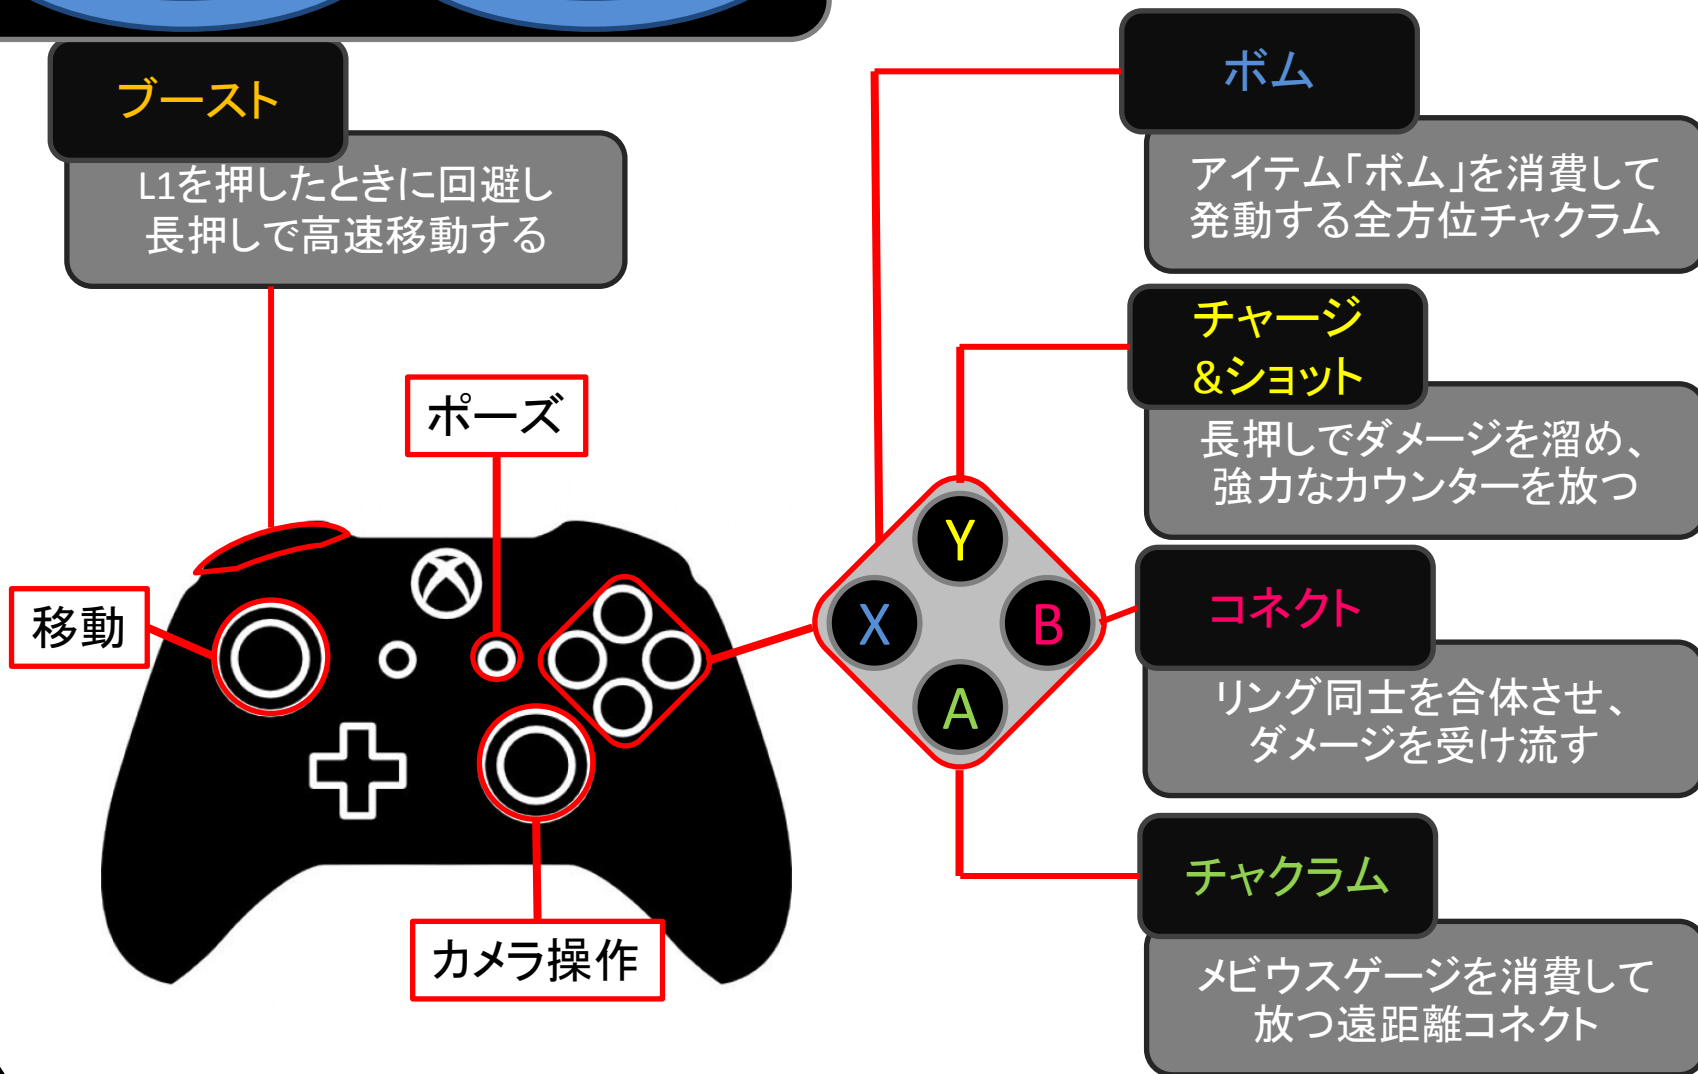 ブースト
L1を押したときに回避し
長押しで高速移動する
ポーズ
移動
カメラ操作
ボム
アイテム「ボム」を消費して
発動する全方位チャクラム
チャージ
&ショット
長押しでダメージを溜め、
強力なカウンターを放つ
Y
X
B
A
コネクト
リング同士を合体させ、
ダメージを受け流す
チャクラム
メビウスゲージを消費して
放つ遠距離コネクト